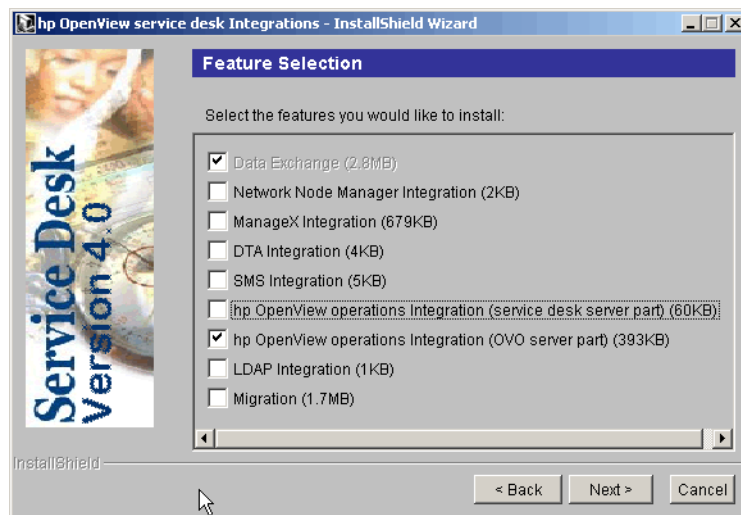 hp OpenView service desk Integrations - InstallShield Wizard
Feature Selection
Select the features you would like to install:
Data Exchange (2.8MB)
Network Node Manager Integration (2KB)
ManageX Integration (679KB)
DTA Integration (4KB)
SMS Integration (5KB)
hp OpenView operations Integration (service desk server part) (60KB)
hp OpenView operations Integration (OVO server part) (393KB)
LDAP Integration (1KB)
Migration (1.7MB)
Service Desk
Version 4.0
InstallShield
< Back
Next >
Cancel